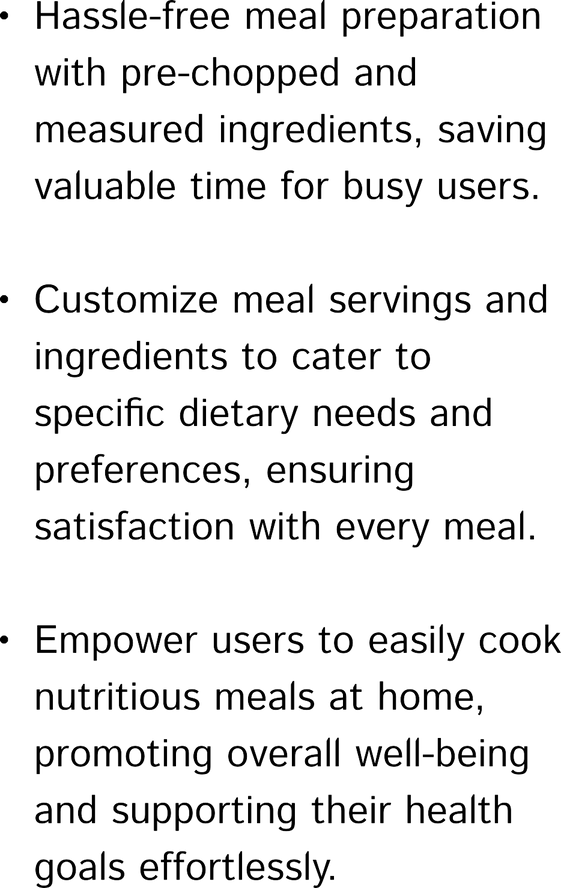 • Hassle-free meal preparation
with pre-chopped and
measured ingredients, saving
valuable time for busy users.
• Customize meal servings and
ingredients to cater to
specific dietary needs and
preferences, ensuring
satisfaction with every meal.
• Empower users to easily cook
nutritious meals at home,
promoting overall well-being
and supporting their health
goals effortlessly.